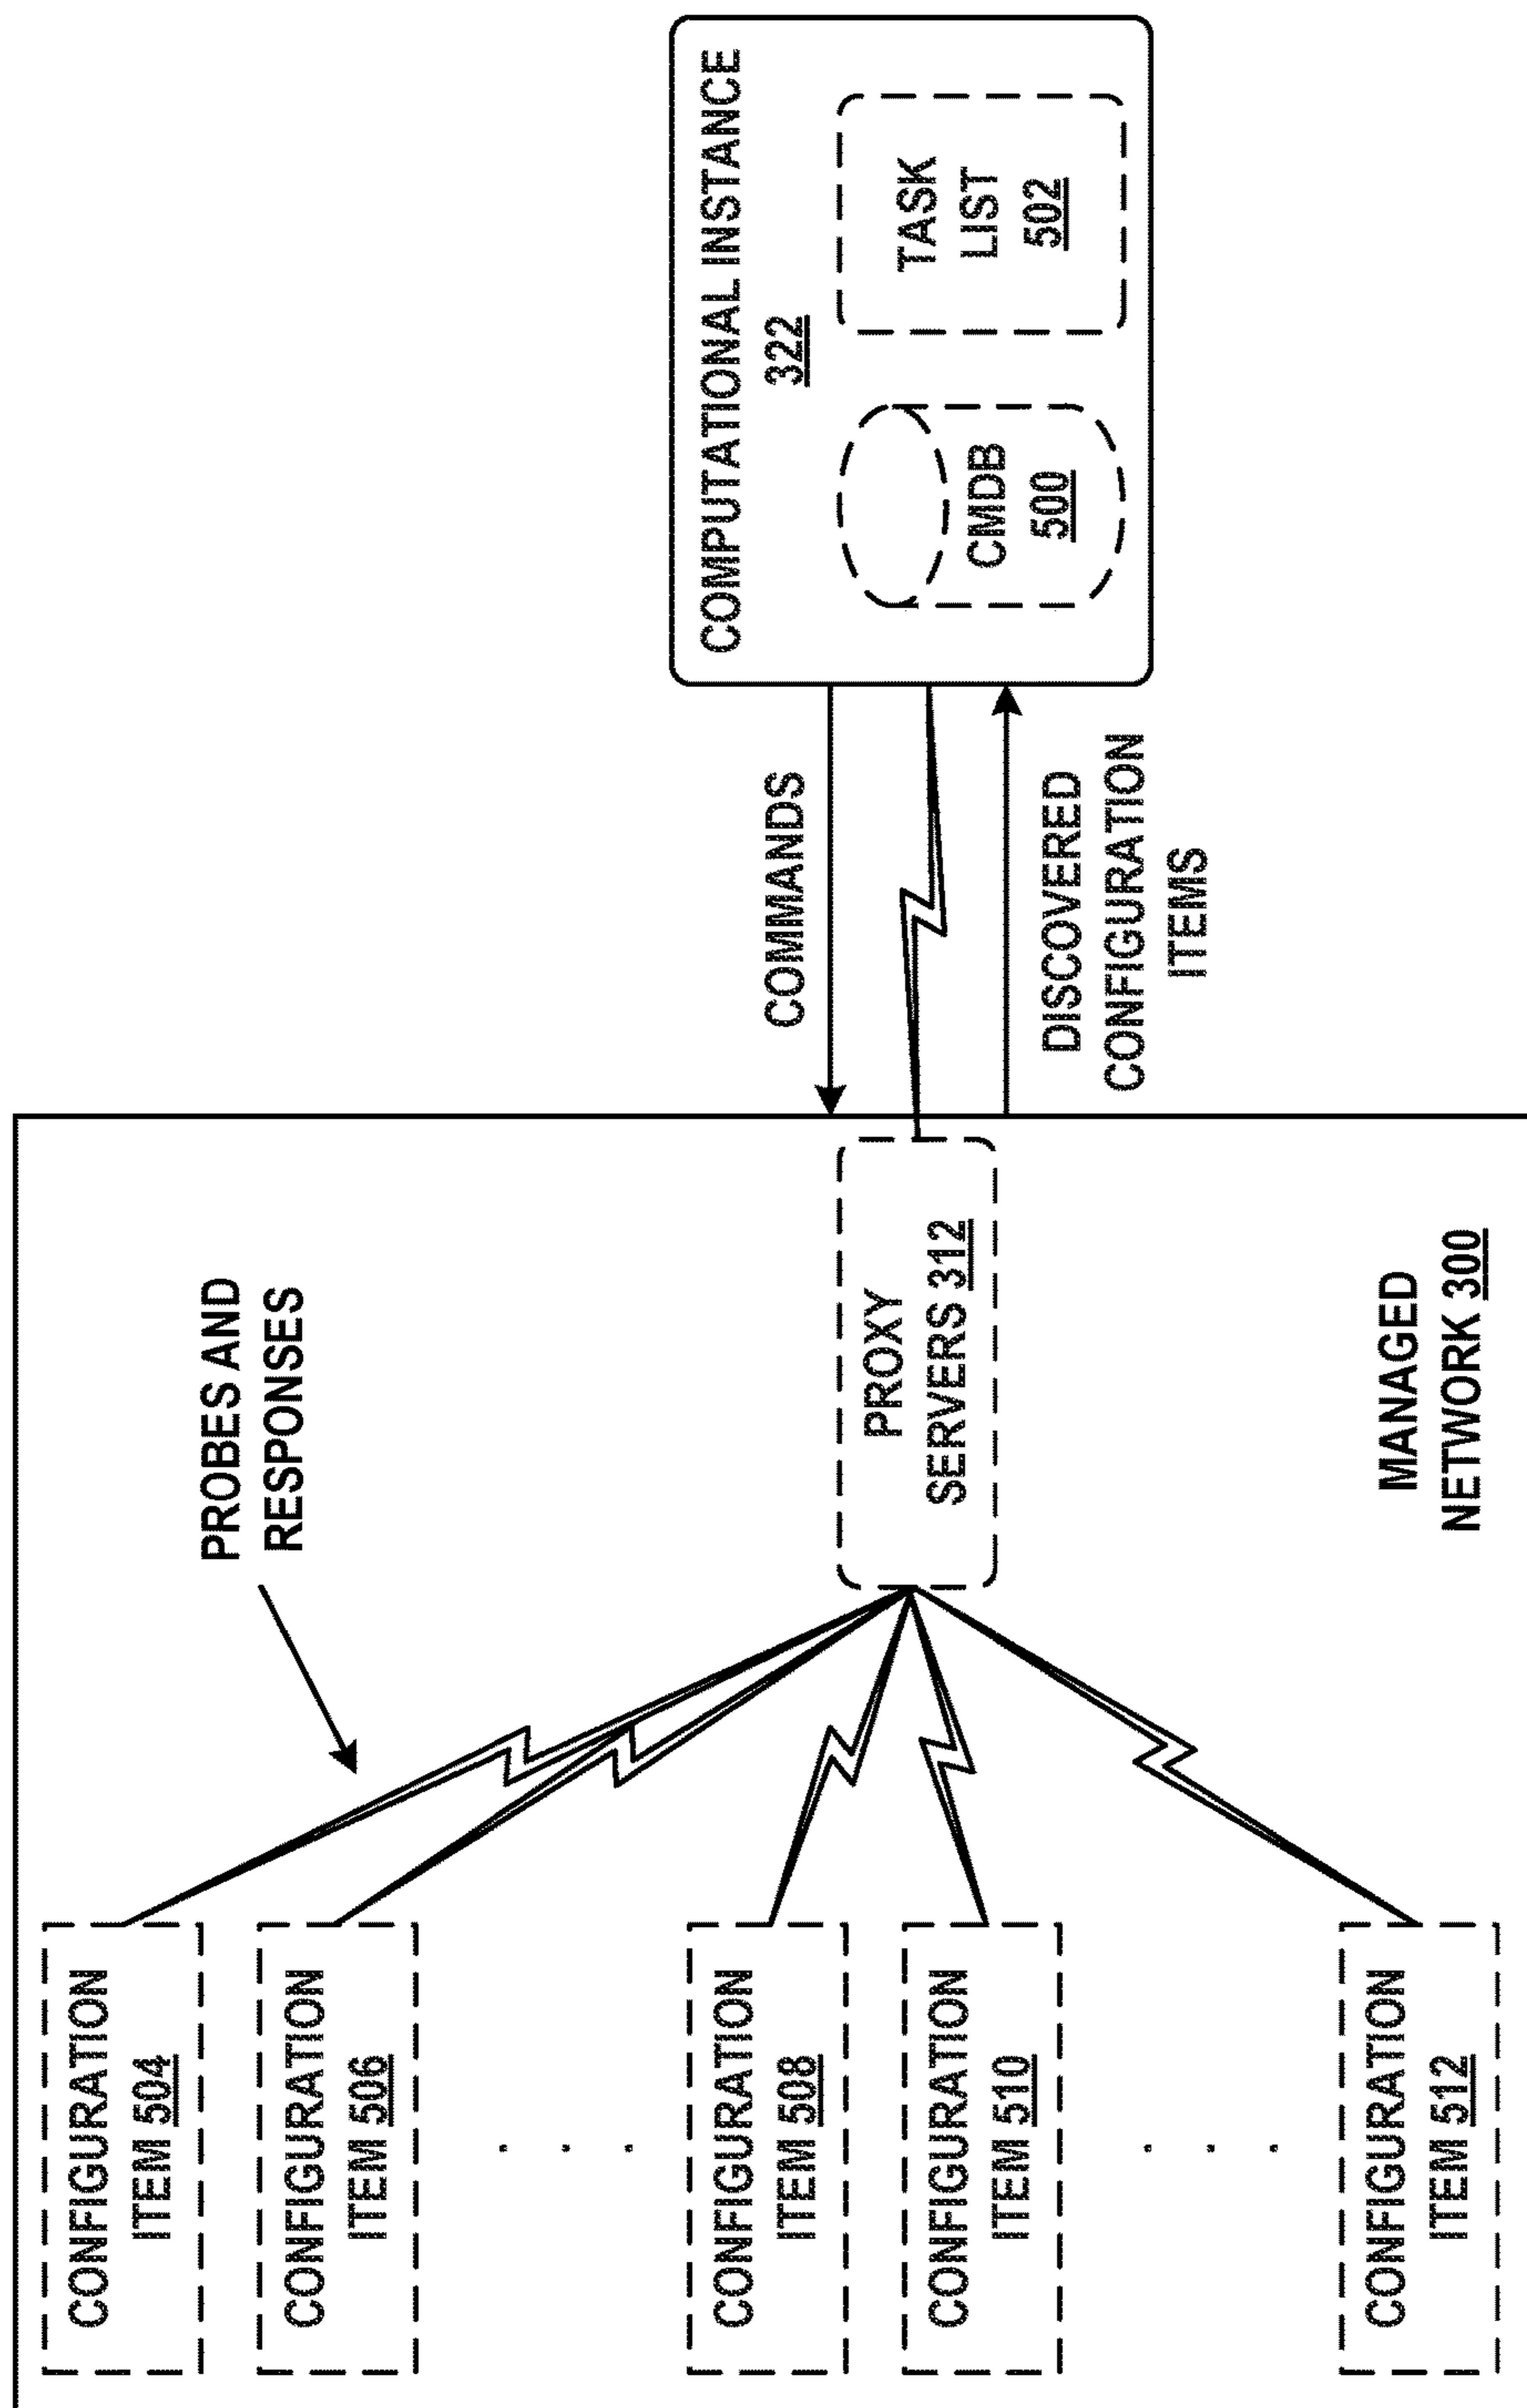 CONFIGURATION
ITEM 504
CONFIGURATION
ITEM 506
. . .
CONFIGURATION
ITEM 508
CONFIGURATION
ITEM 510
. . .
CONFIGURATION
ITEM 512
PROBES AND
RESPONSES
PROXY
SERVERS 312
MANAGED
NETWORK 300
COMMANDS
DISCOVERED
CONFIGURATION
ITEMS
COMPUTATIONAL INSTANCE
322
CMDB
500
TASK
LIST
502